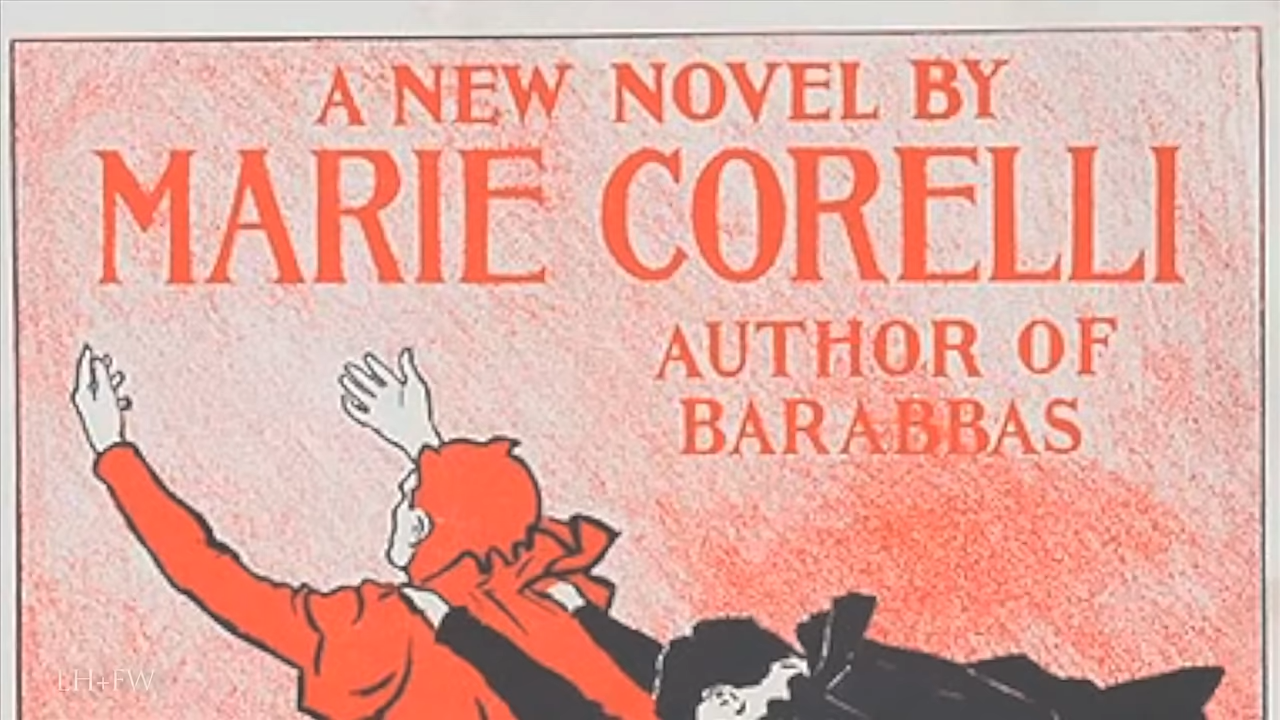 A NEW NOVEL BY
MARIE CORELLI
AUTHOR OF
BARABBAS
LH+FW